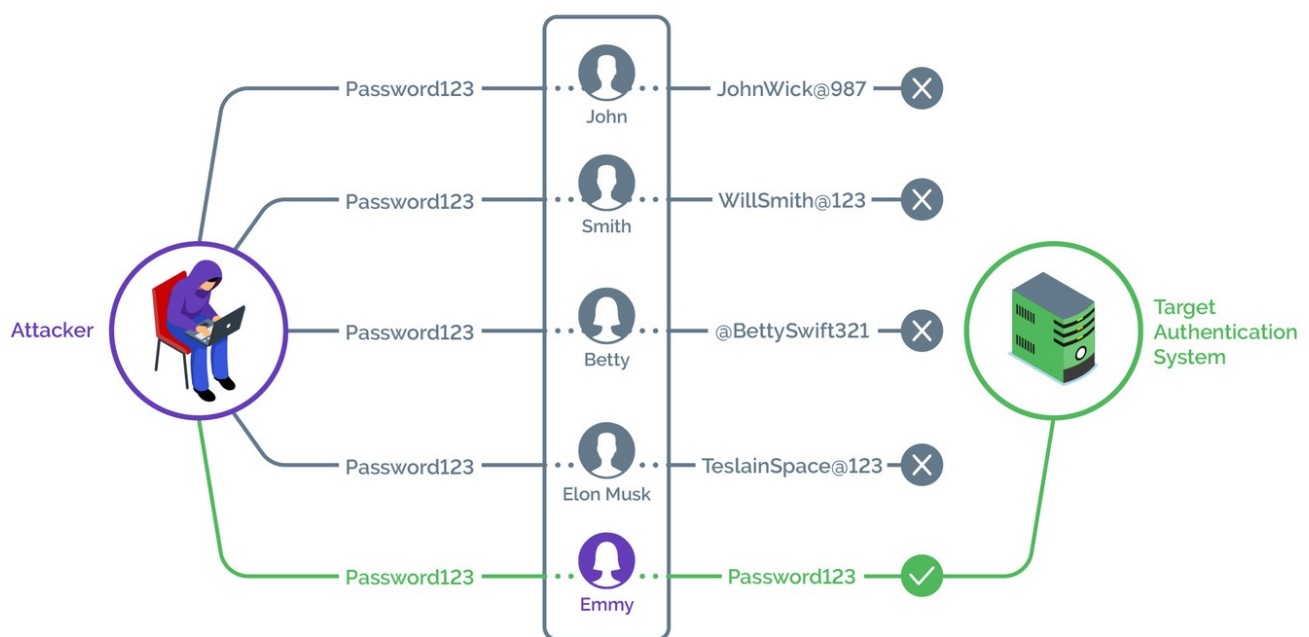 Password123
JohnWick@987
John
Password123
WillSmith@123
Smith
Attacker
Password123
@BettySwift321
Betty
Target
Authentication
System
Password123
TeslainSpace@123
Elon Musk
Password123
Password123
Emmy